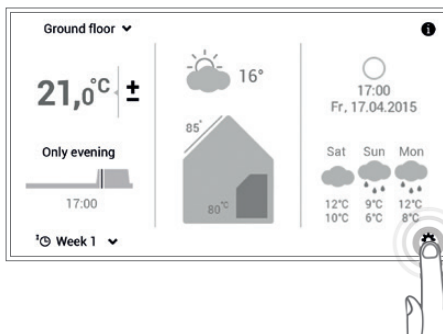 Ground floor
i
21,0°C ±
Only evening
17:00
Week 1
16°
85°
80°C
17:00
Fr, 17.04.2015
Sat Sun Mon
12°C 9°C 12°C
10°C 6°C 8°C